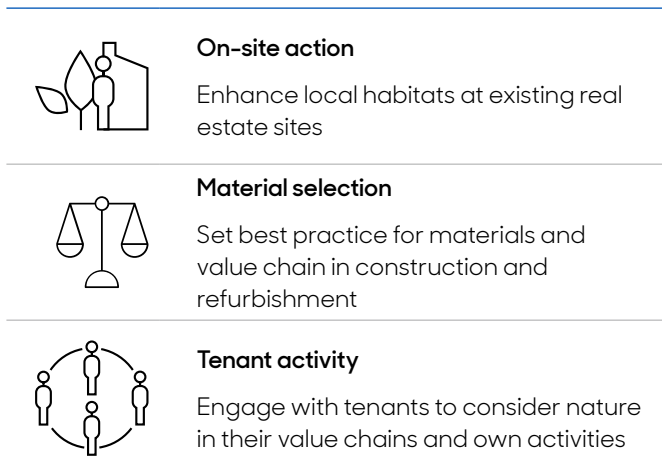 On-site action
Enhance local habitats at existing real
estate sites
Material selection
Set best practice for materials and
value chain in construction and
refurbishment
Tenant activity
Engage with tenants to consider nature
in their value chains and own activities